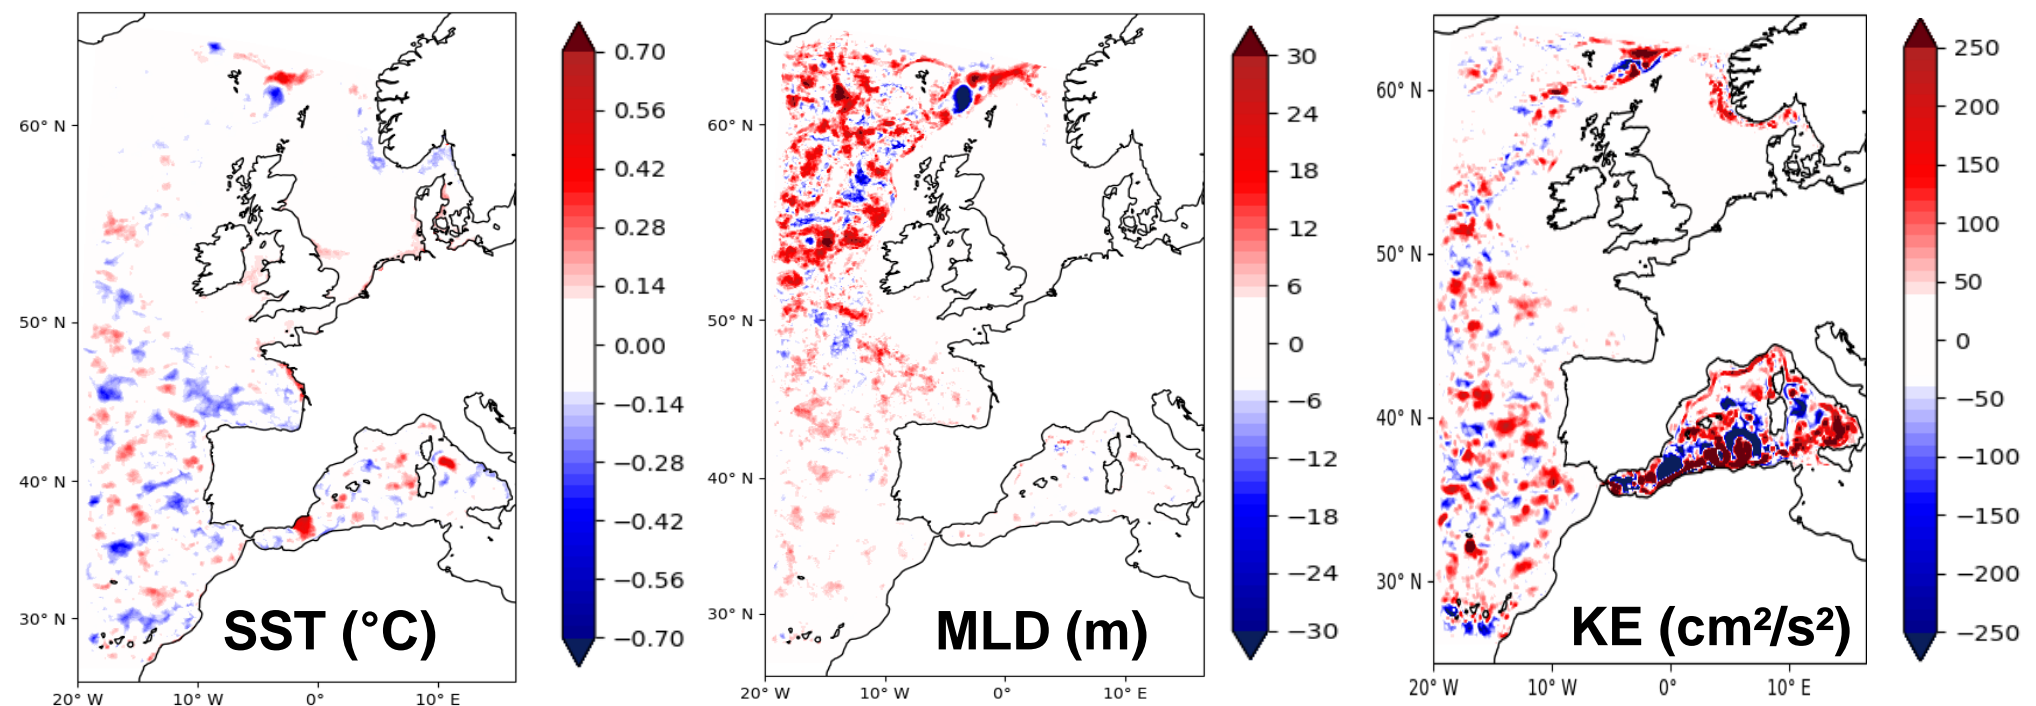 60° N
50° N
40° N
30° N
20° W
10° W
0°
10° E
SST (°C)
0.70
0.56
0.42
0.28
0.14
0.00
−0.14
−0.28
−0.42
−0.56
−0.70
60° N
50° N
40° N
30° N
20° W
10° W
0°
10° E
MLD (m)
30
24
18
12
6
0
−6
−12
−18
−24
−30
60° N
50° N
40° N
30° N
20° W
10° W
0°
10° E
KE (cm²/s²)
250
200
150
100
50
0
−50
−100
−150
−200
−250